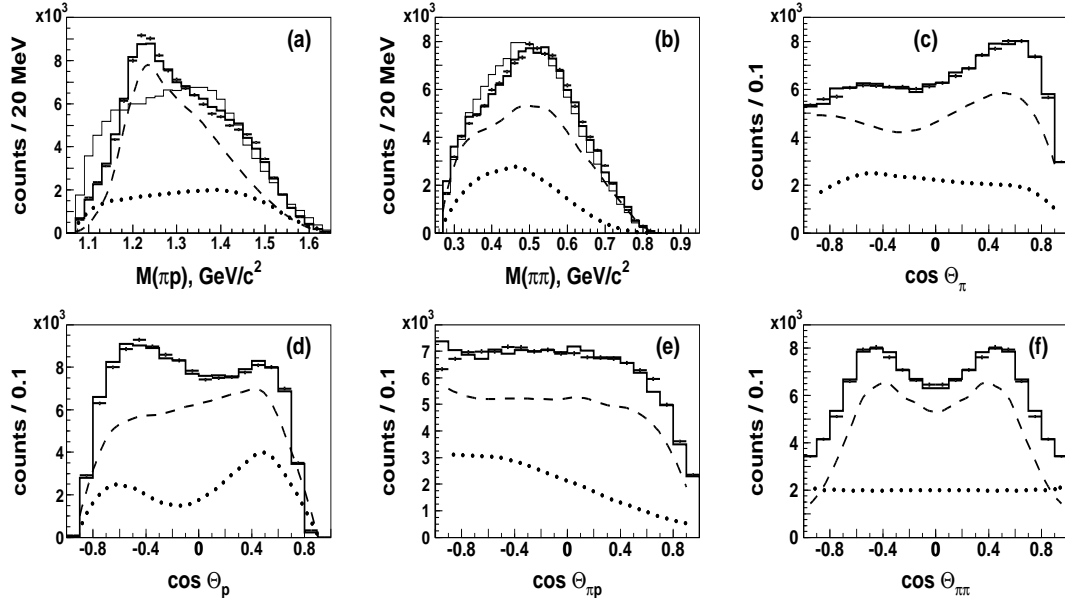 x10³
(a)
counts / 20 MeV
8
6
4
2
0
1.1 1.2 1.3 1.4 1.5 1.6
M(πp), GeV/c²
x10³
(b)
counts / 20 MeV
8
6
4
2
0
0.3 0.4 0.5 0.6 0.7 0.8 0.9
M(ππ), GeV/c²
x10³
(c)
counts / 0.1
8
6
4
2
0
-0.8 -0.4 0 0.4 0.8
cos Θπ
x10³
(d)
counts / 0.1
8
6
4
2
0
-0.8 -0.4 0 0.4 0.8
cos Θp
x10³
(e)
counts / 0.1
8
7
6
5
4
3
2
1
0
-0.8 -0.4 0 0.4 0.8
cos Θπp
x10³
(f)
counts / 0.1
8
6
4
2
0
-0.8 -0.4 0 0.4 0.8
cos Θππ